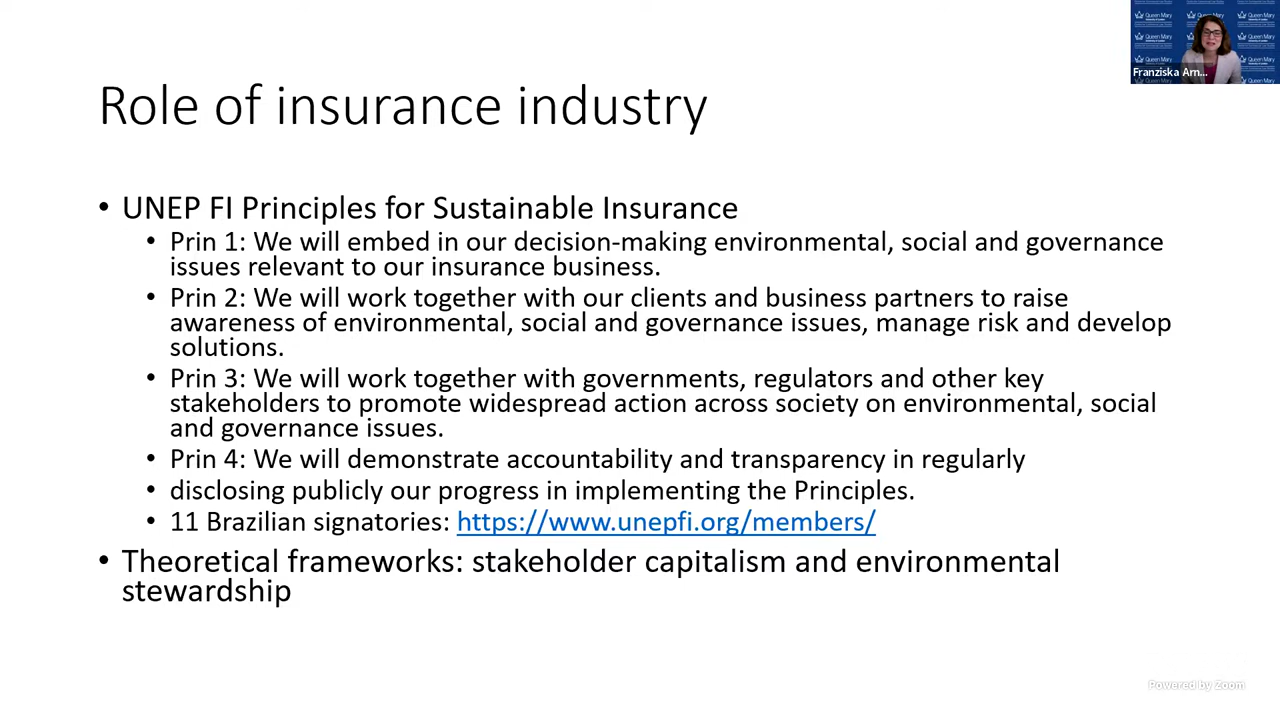 Role of insurance industry
• UNEP FI Principles for Sustainable Insurance
• Prin 1: We will embed in our decision-making environmental, social and governance
issues relevant to our insurance business.
• Prin 2: We will work together with our clients and business partners to raise
awareness of environmental, social and governance issues, manage risk and develop
solutions.
• Prin 3: We will work together with governments, regulators and other key
stakeholders to promote widespread action across society on environmental, social
and governance issues.
• Prin 4: We will demonstrate accountability and transparency in regularly
• disclosing publicly our progress in implementing the Principles.
• 11 Brazilian signatories: https://www.unepfi.org/members/
• Theoretical frameworks: stakeholder capitalism and environmental
stewardship
Queen Mary
Franziska Arn...
Powered by Zoom